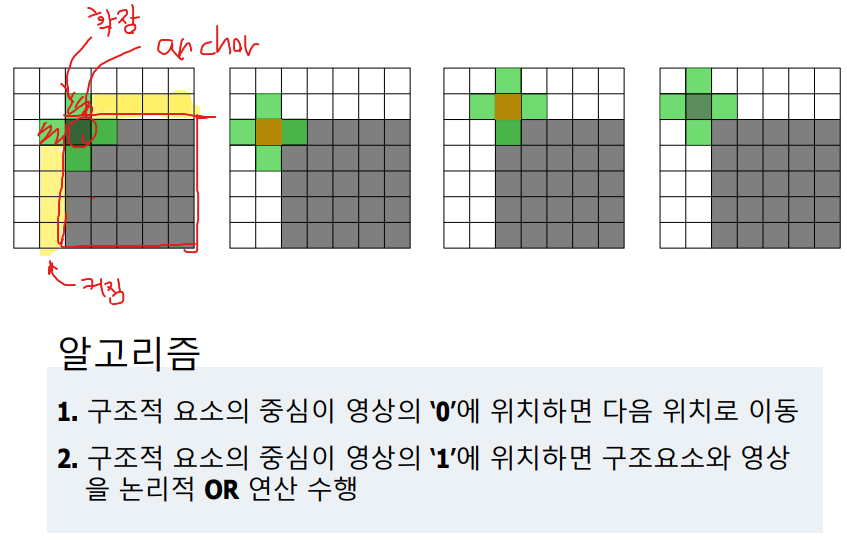 확장
anchor
커짐
알고리즘
1. 구조적 요소의 중심이 영상의 ‘0’에 위치하면 다음 위치로 이동
2. 구조적 요소의 중심이 영상의 ‘1’에 위치하면 구조요소와 영상
을 논리적 OR 연산 수행